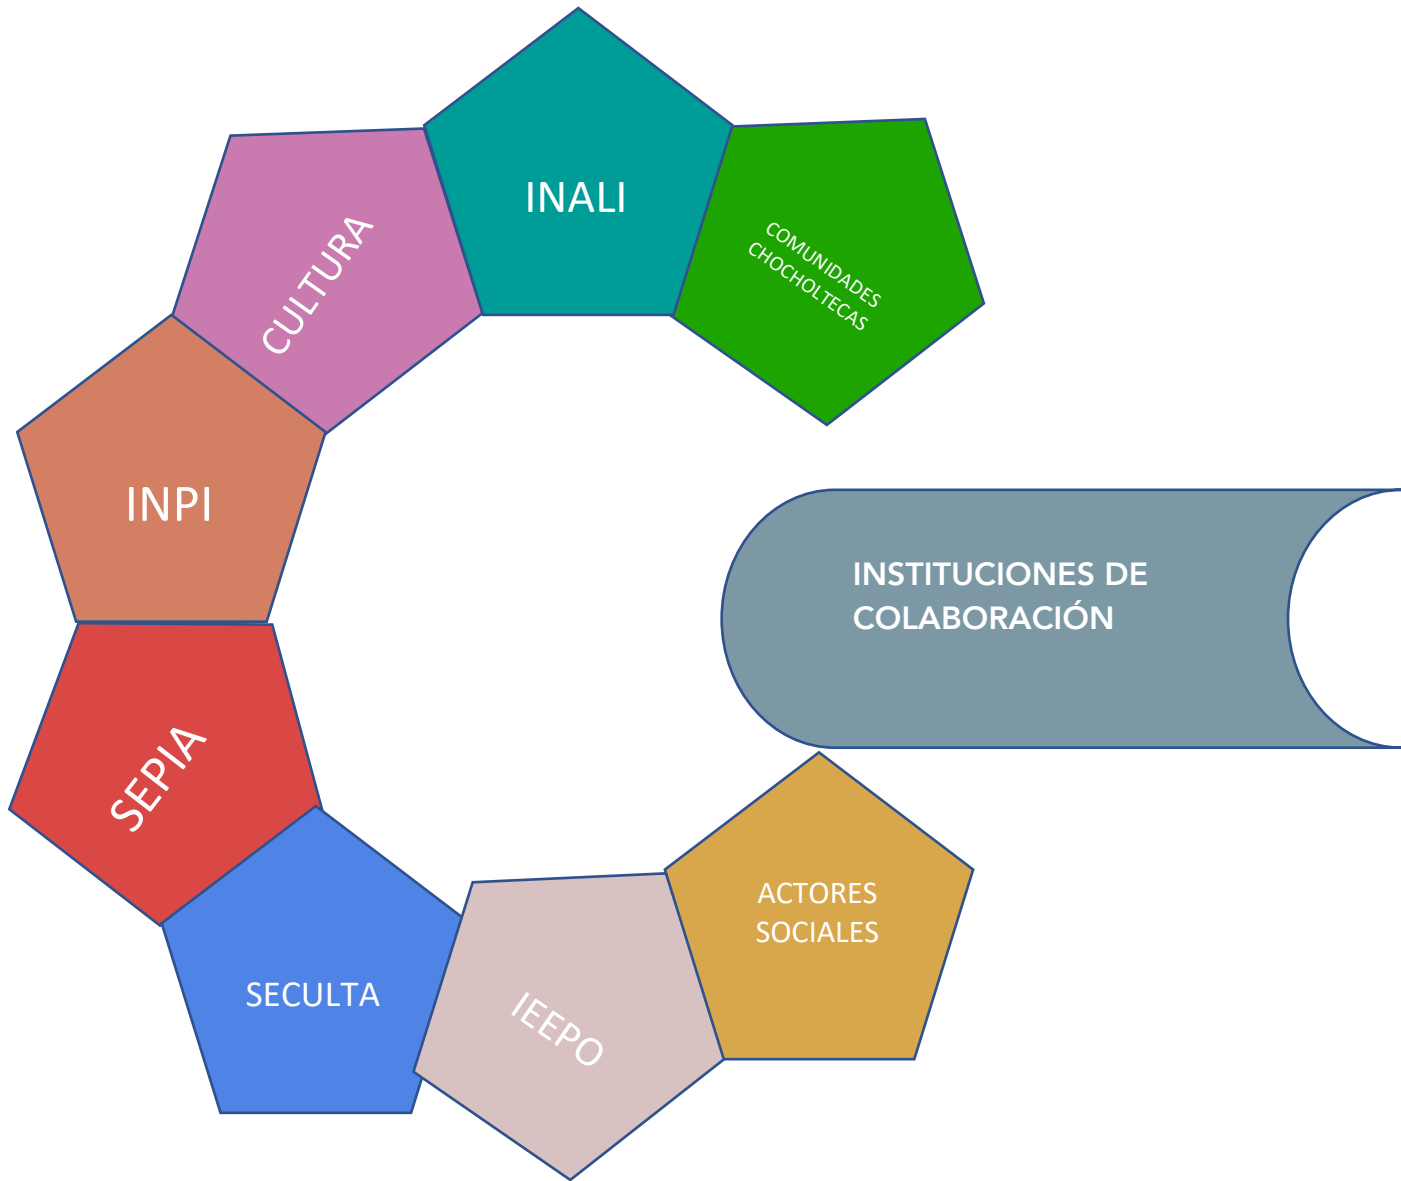 INALI
CULTURA
COMUNIDADES
CHOCHOLTECAS
INPI
INSTITUCIONES DE
COLABORACIÓN
SEPIA
ACTORES
SOCIALES
SECULTA
IEEPO